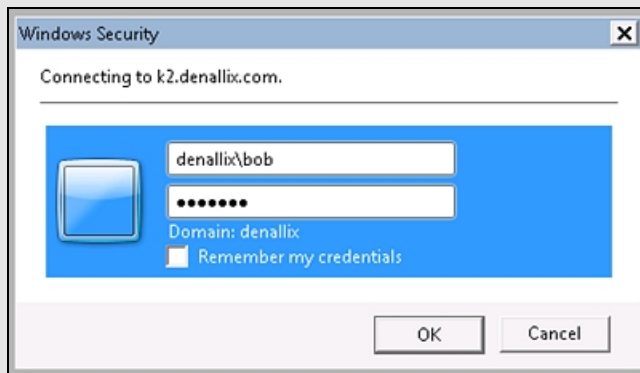 Windows Security
Connecting to k2.denallix.com.
denallix\bob
•••••••
Domain: denallix
Remember my credentials
OK
Cancel